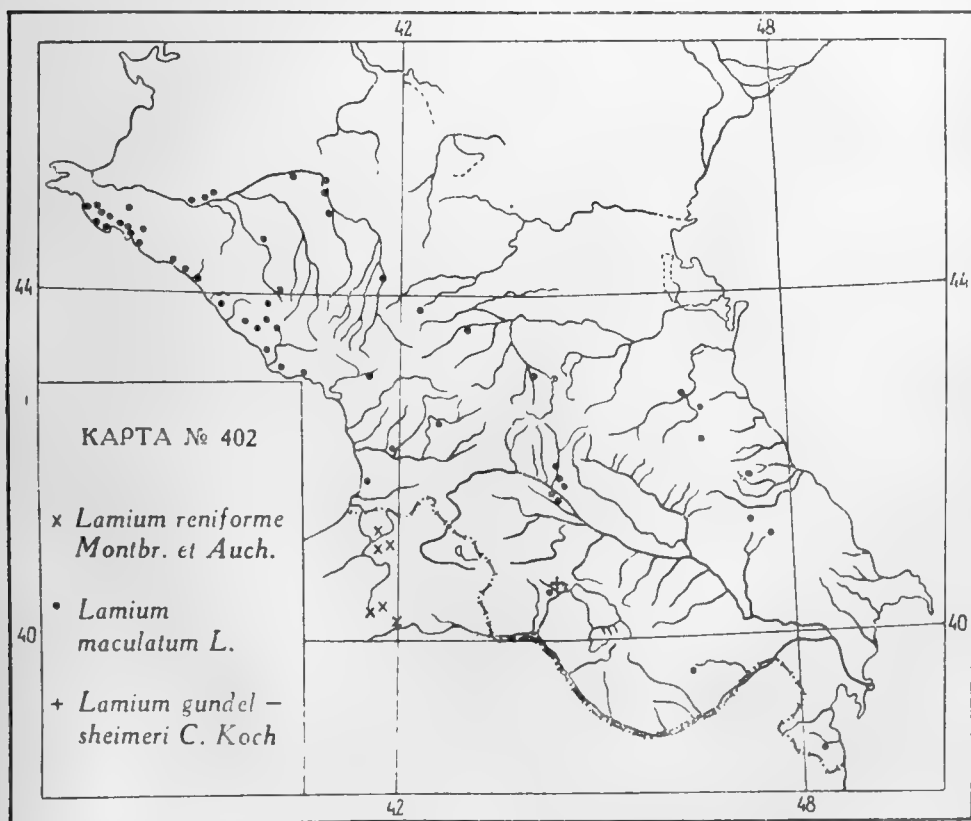 42 48
44 44
КАРТА № 402
× Lamium reniforme
Montbr. et Auch.
• Lamium
maculatum L.
40 40
+ Lamium gundel –
sheimeri C. Koch
42 48